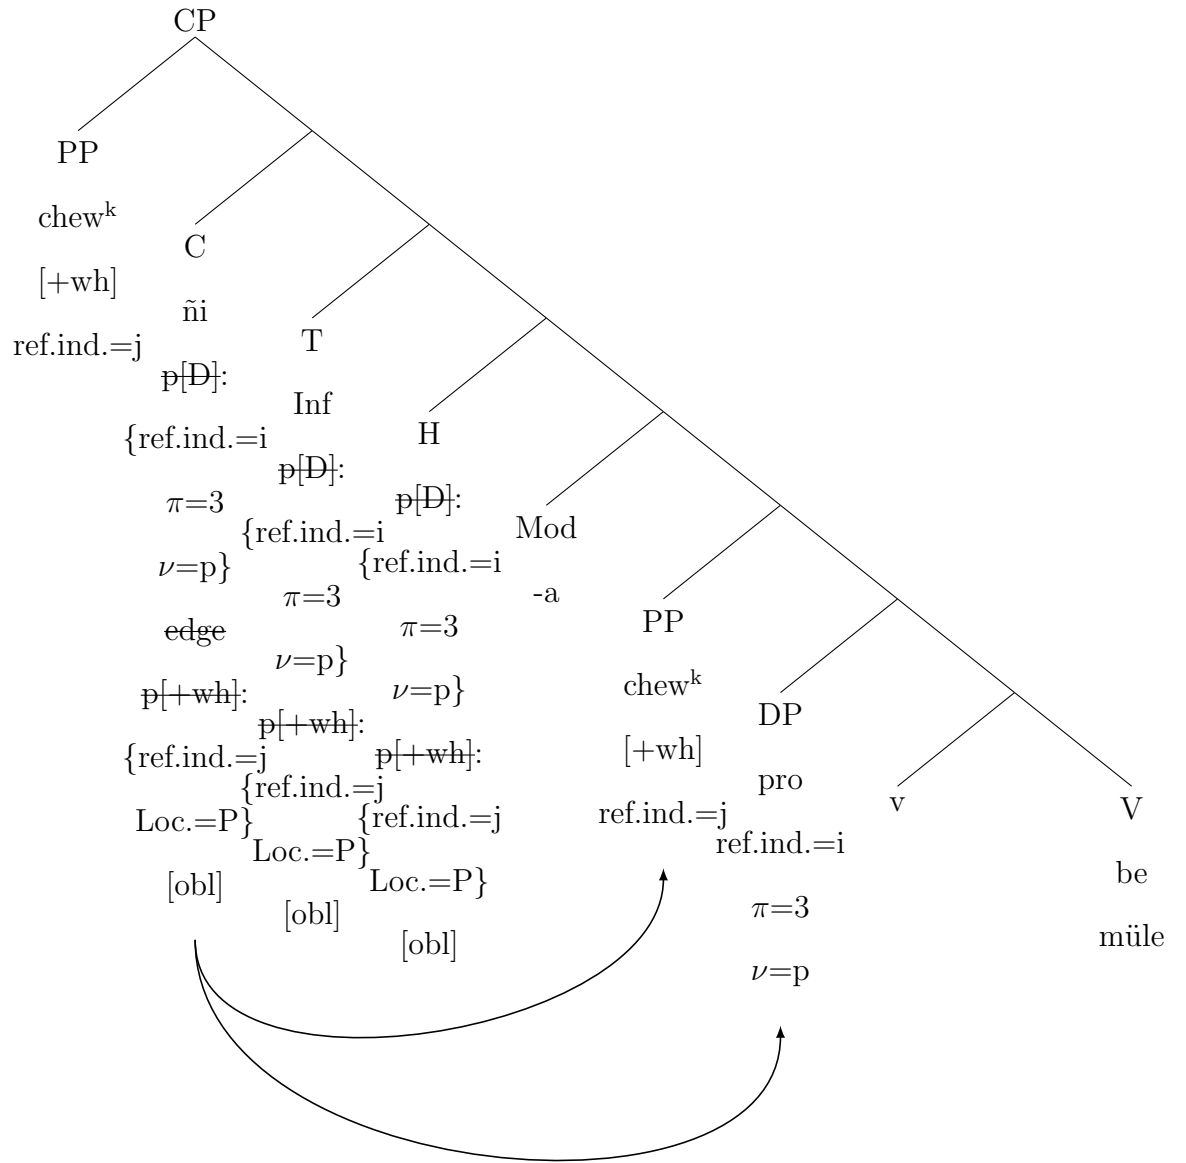 CP
PP
chewᵏ
[+wh]
ref.ind.=j
C
ñi
p[D]:
{ref.ind.=i
π=3
ν=p}
edge
p[+wh]:
{ref.ind.=j
Loc.=P}
[obl]
T
Inf
p[D]:
{ref.ind.=i
π=3
ν=p}
p[+wh]:
{ref.ind.=j
Loc.=P}
[obl]
H
p[D]:
{ref.ind.=i
π=3
ν=p}
p[+wh]:
{ref.ind.=j
Loc.=P}
[obl]
Mod
-a
PP
chewᵏ
[+wh]
ref.ind.=j
DP
pro
ref.ind.=i
π=3
ν=p
v
V
be
müle